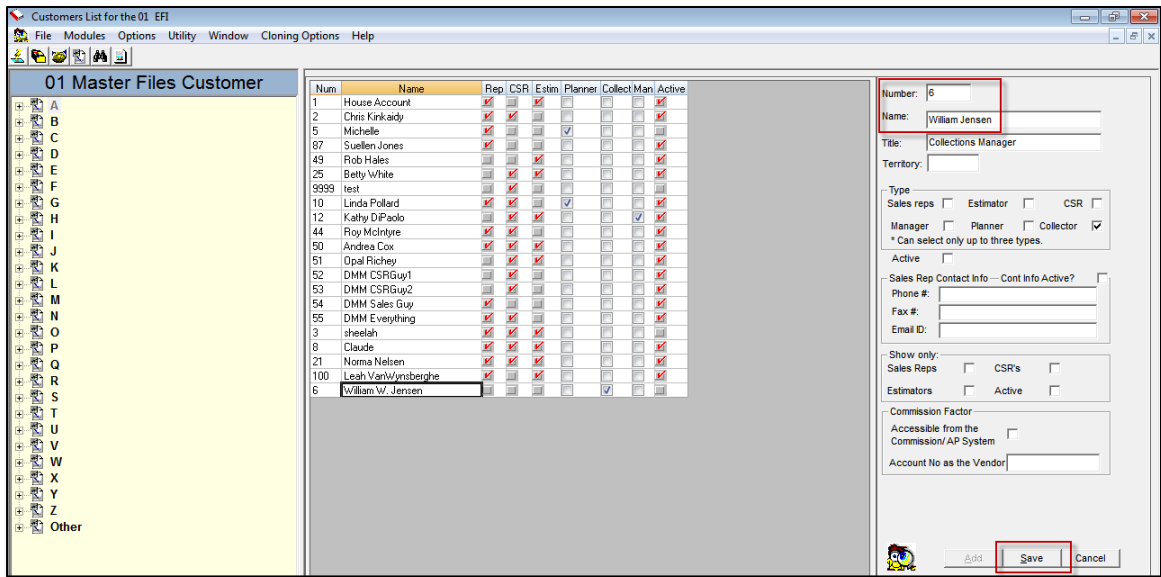 Customers List for the 01 EFI
File Modules Options Utility Window Cloning Options Help
01 Master Files Customer
A
B
C
D
E
F
G
H
I
J
K
L
M
N
O
P
Q
R
S
T
U
V
W
X
Y
Z
Other
Num Name Rep CSR Estim Planner Collect Man Active
1 House Account
2 Chris Kinkaidy
5 Michelle
87 Suellen Jones
49 Rob Hales
25 Betty White
9999 test
10 Linda Pollard
12 Kathy DiPaolo
44 Roy McIntyre
50 Andrea Cox
51 Opal Richey
52 DMM CSRGuy1
53 DMM CSRGuy2
54 DMM Sales Guy
55 DMM Everything
3 sheelah
8 Claude
21 Norma Nelsen
100 Leah VanWynsberghe
6 William W. Jensen
Number: 6
Name: William Jensen
Title: Collections Manager
Territory:
Type
Sales reps Estimator CSR
Manager Planner Collector
* Can select only up to three types.
Active
Sales Rep Contact Info — Cont Info Active?
Phone #:
Fax #:
Email ID:
Show only:
Sales Reps CSR's
Estimators Active
Commission Factor
Accessible from the
Commission/ AP System
Account No as the Vendor
Add Save Cancel